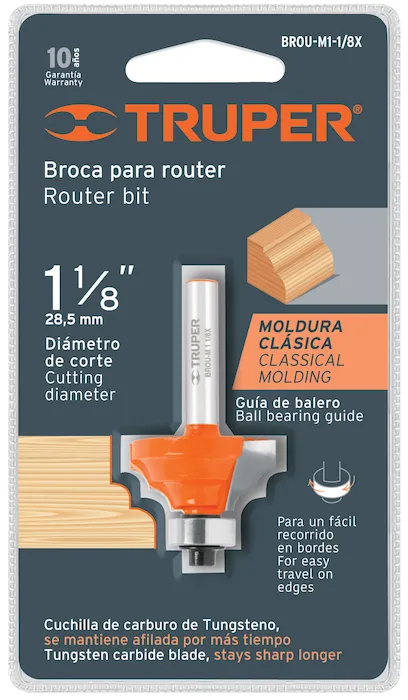 BROU-M1-1/8X
10 años
Garantía
Warranty
TRUPER®
Broca para router
Router bit
1 1/8"
28,5 mm
Diámetro
de corte
Cutting
diameter
MOLDURA
CLÁSICA
CLASSICAL
MOLDING
TRUPER
BROU-M 1 1/8X
Guía de balero
Ball bearing guide
Para un fácil
recorrido
en bordes
For easy
travel on
edges
Cuchilla de carburo de Tungsteno,
se mantiene afilada por más tiempo
Tungsten carbide blade, stays sharp longer